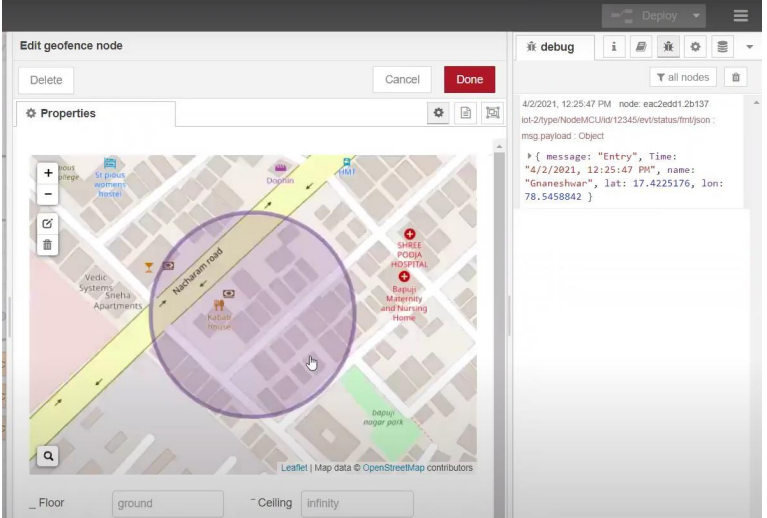 Deploy
Edit geofence node
Delete
Cancel
Done
Properties
St pious
womens
hostel
Dolphin
HMT
Nacharam road
SHREE
POOJA
HOSPITAL
Bapuji
Maternity
and Nursing
Home
Vedic
Systems
Sneha
Apartments
Kabab
House
bapuji
nagar park
Leaflet | Map data © OpenStreetMap contributors
_ Floor
ground
¯ Ceiling
infinity
debug
i
all nodes
4/2/2021, 12:25:47 PM node: eac2edd1.2b137
iot-2/type/NodeMCU/id/12345/evt/status/fmt/json :
msg.payload : Object
{ message: "Entry", Time:
"4/2/2021, 12:25:47 PM", name:
"Gnaneshwar", lat: 17.4225176, lon:
78.5458842 }